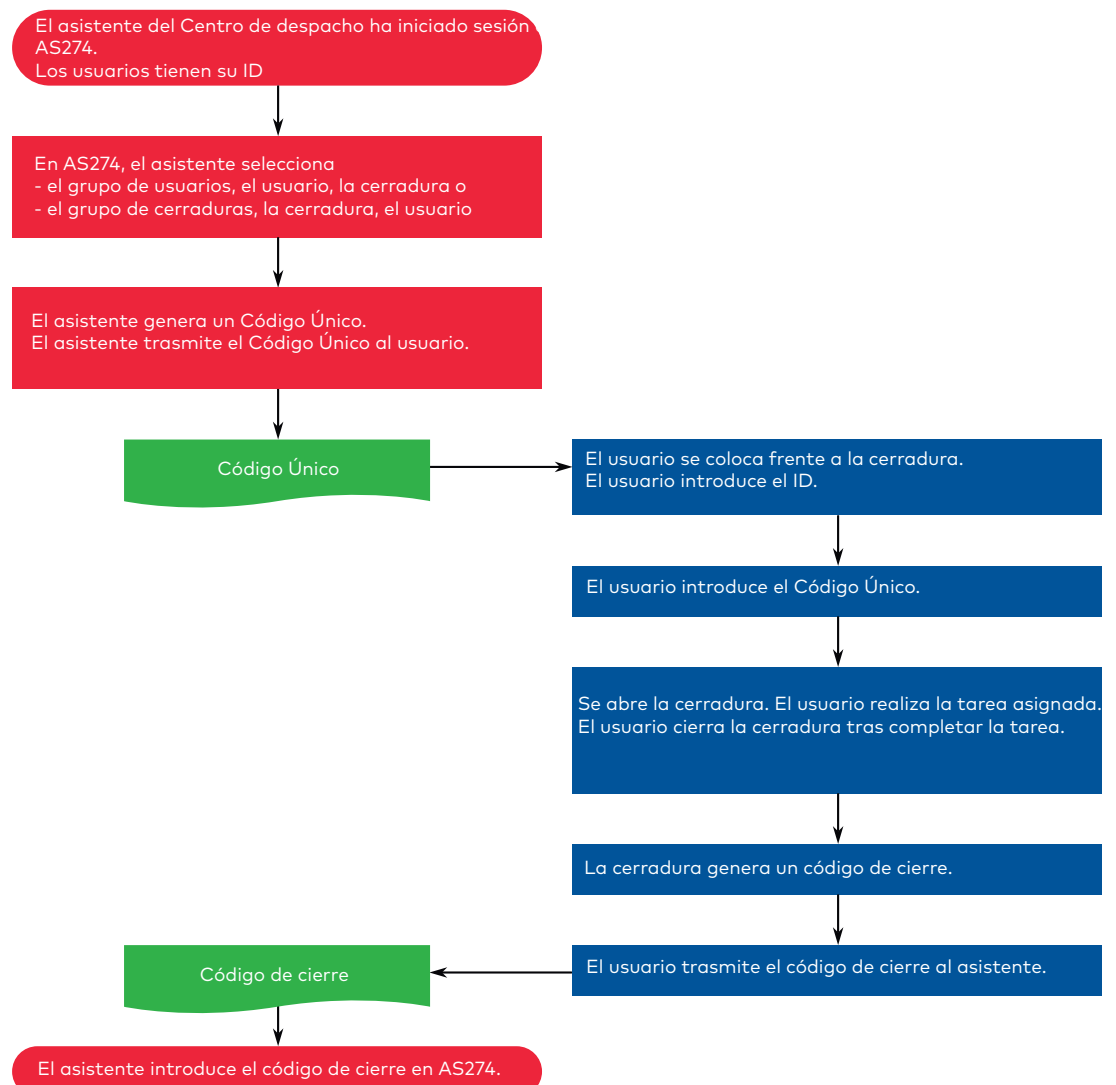 El asistente del Centro de despacho ha iniciado sesión
AS274.
Los usuarios tienen su ID
En AS274, el asistente selecciona
- el grupo de usuarios, el usuario, la cerradura o
- el grupo de cerraduras, la cerradura, el usuario
El asistente genera un Código Único.
El asistente trasmite el Código Único al usuario.
Código Único
El usuario se coloca frente a la cerradura.
El usuario introduce el ID.
El usuario introduce el Código Único.
Se abre la cerradura. El usuario realiza la tarea asignada.
El usuario cierra la cerradura tras completar la tarea.
La cerradura genera un código de cierre.
El usuario trasmite el código de cierre al asistente.
Código de cierre
El asistente introduce el código de cierre en AS274.